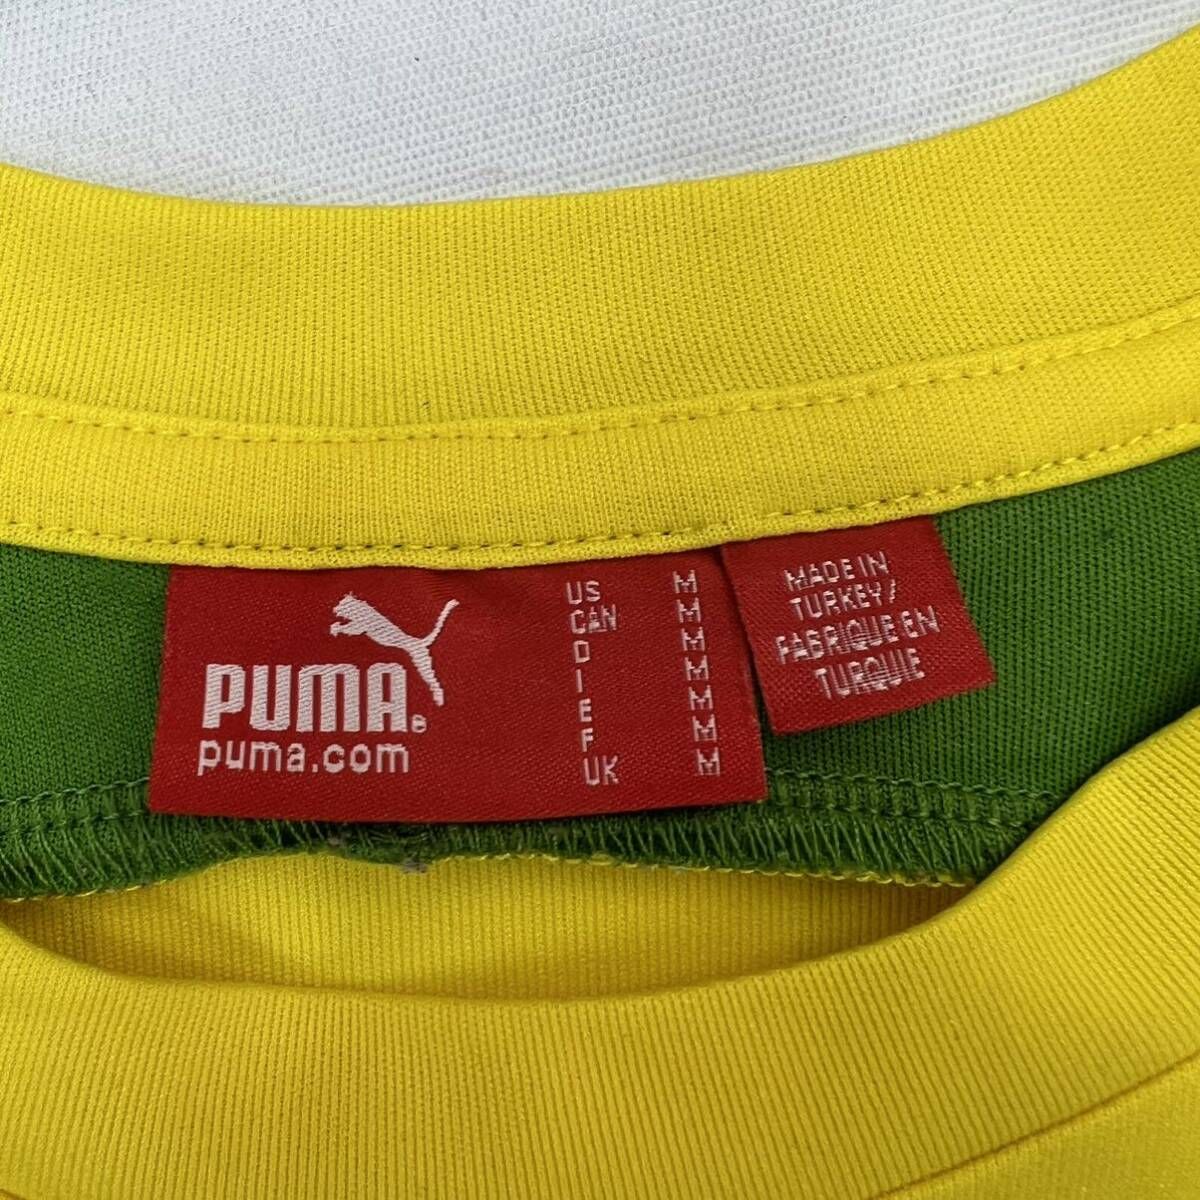 PUMA®
puma.com
US M
CAN M
D M
I M
E M
F M
UK M
MADE IN
TURKEY/
FABRIQUE EN
TURQUIE